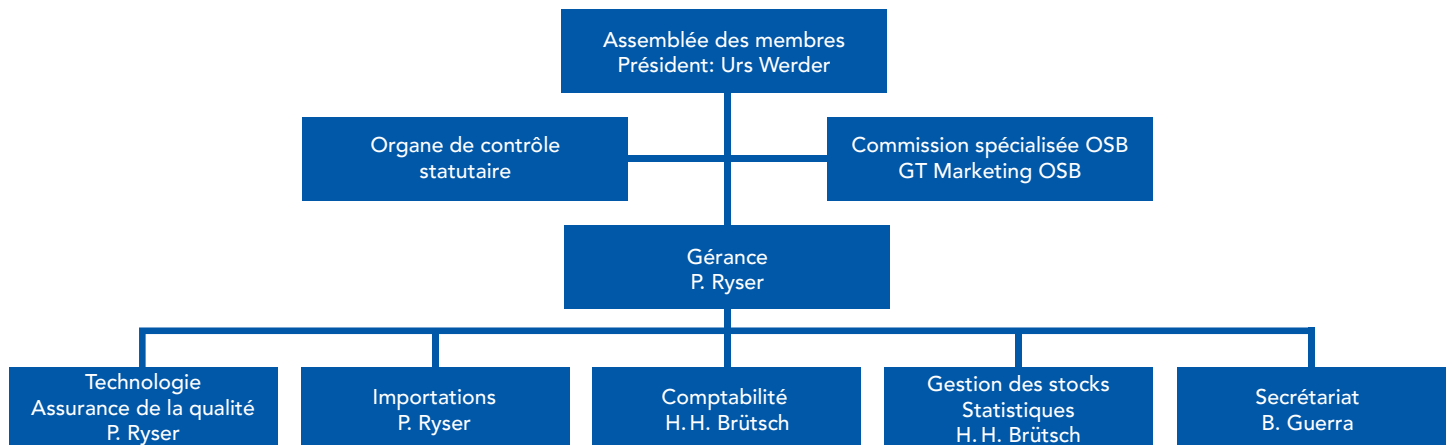 Assemblée des membres
Président: Urs Werder
Organe de contrôle
statutaire
Commission spécialisée OSB
GT Marketing OSB
Gérance
P. Ryser
Technologie
Assurance de la qualité
P. Ryser
Importations
P. Ryser
Comptabilité
H. H. Brütsch
Gestion des stocks
Statistiques
H. H. Brütsch
Secrétariat
B. Guerra